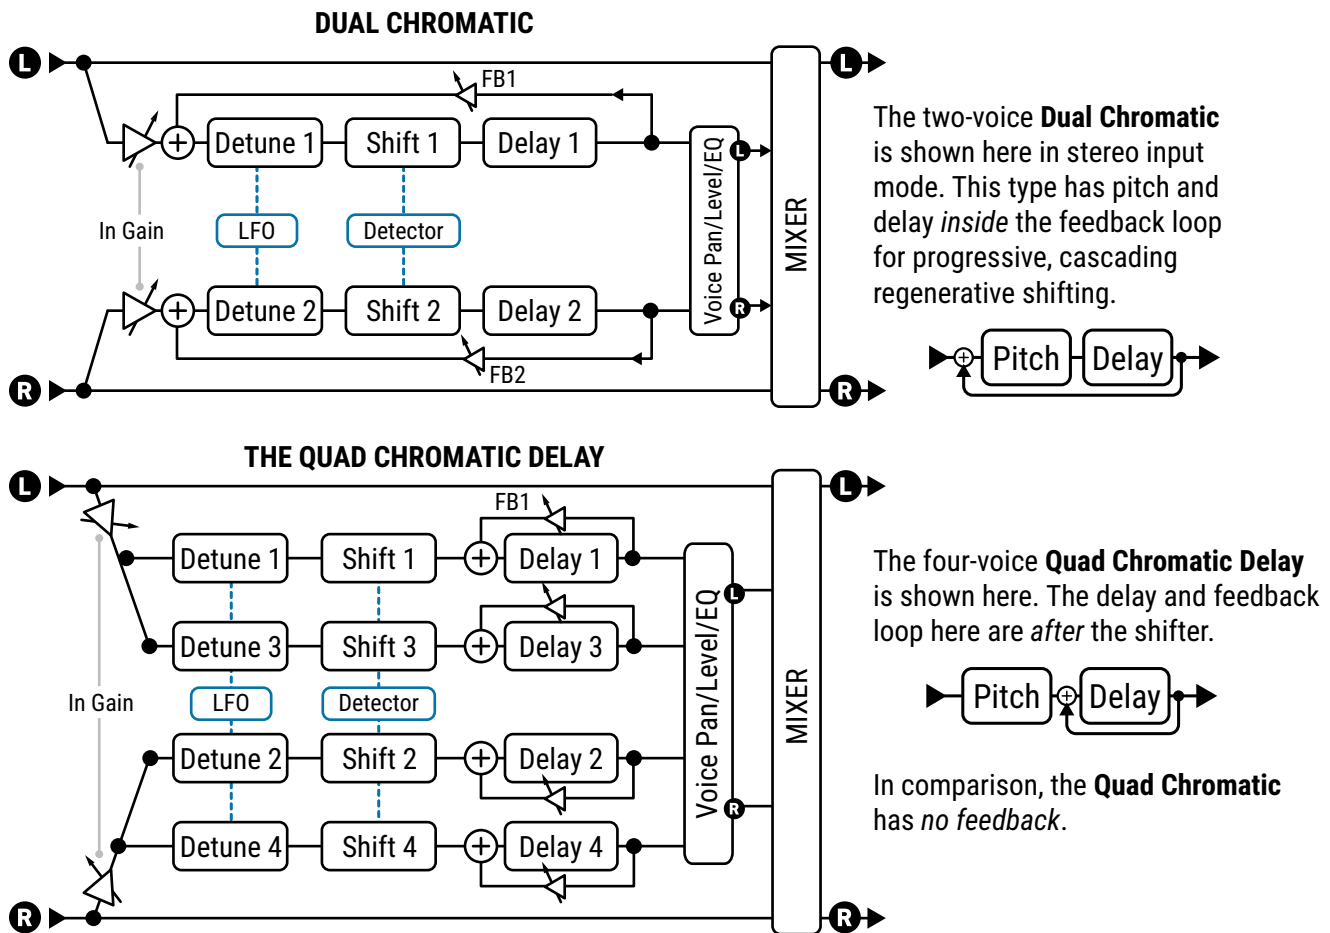 DUAL CHROMATIC
L
L
FB1
Detune 1
Shift 1
Delay 1
In Gain
LFO
Detector
Voice Pan/Level/EQ
L
R
MIXER
Detune 2
Shift 2
Delay 2
FB2
R
R
The two-voice Dual Chromatic
is shown here in stereo input
mode. This type has pitch and
delay inside the feedback loop
for progressive, cascading
regenerative shifting.
+ Pitch Delay
THE QUAD CHROMATIC DELAY
L
L
FB1
Detune 1
Shift 1
+
Delay 1
Detune 3
Shift 3
+
Delay 3
In Gain
LFO
Detector
Voice Pan/Level/EQ
L
R
MIXER
Detune 2
Shift 2
+
Delay 2
Detune 4
Shift 4
+
Delay 4
R
R
The four-voice Quad Chromatic Delay
is shown here. The delay and feedback
loop here are after the shifter.
Pitch + Delay
In comparison, the Quad Chromatic
has no feedback.